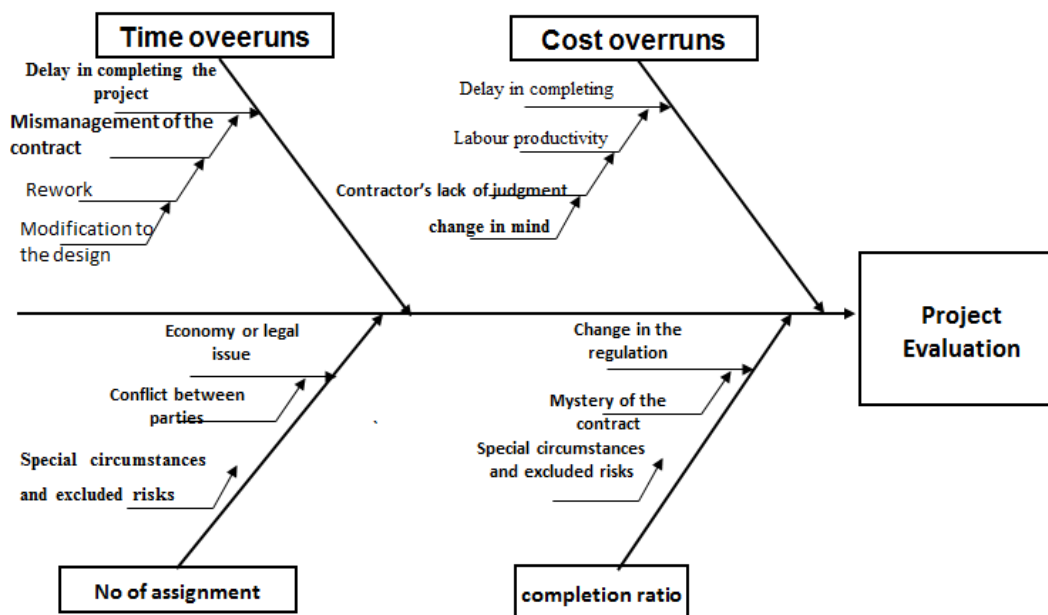 Time oveeruns
Cost overruns
Delay in completing the
project
Mismanagement of the
contract
Rework
Modification to
the design
Delay in completing
Labour productivity
Contractor's lack of judgment
change in mind
Project
Evaluation
Economy or legal
issue
Conflict between
parties
Special circumstances
and excluded risks
Change in the
regulation
Mystery of the
contract
Special circumstances
and excluded risks
No of assignment
completion ratio